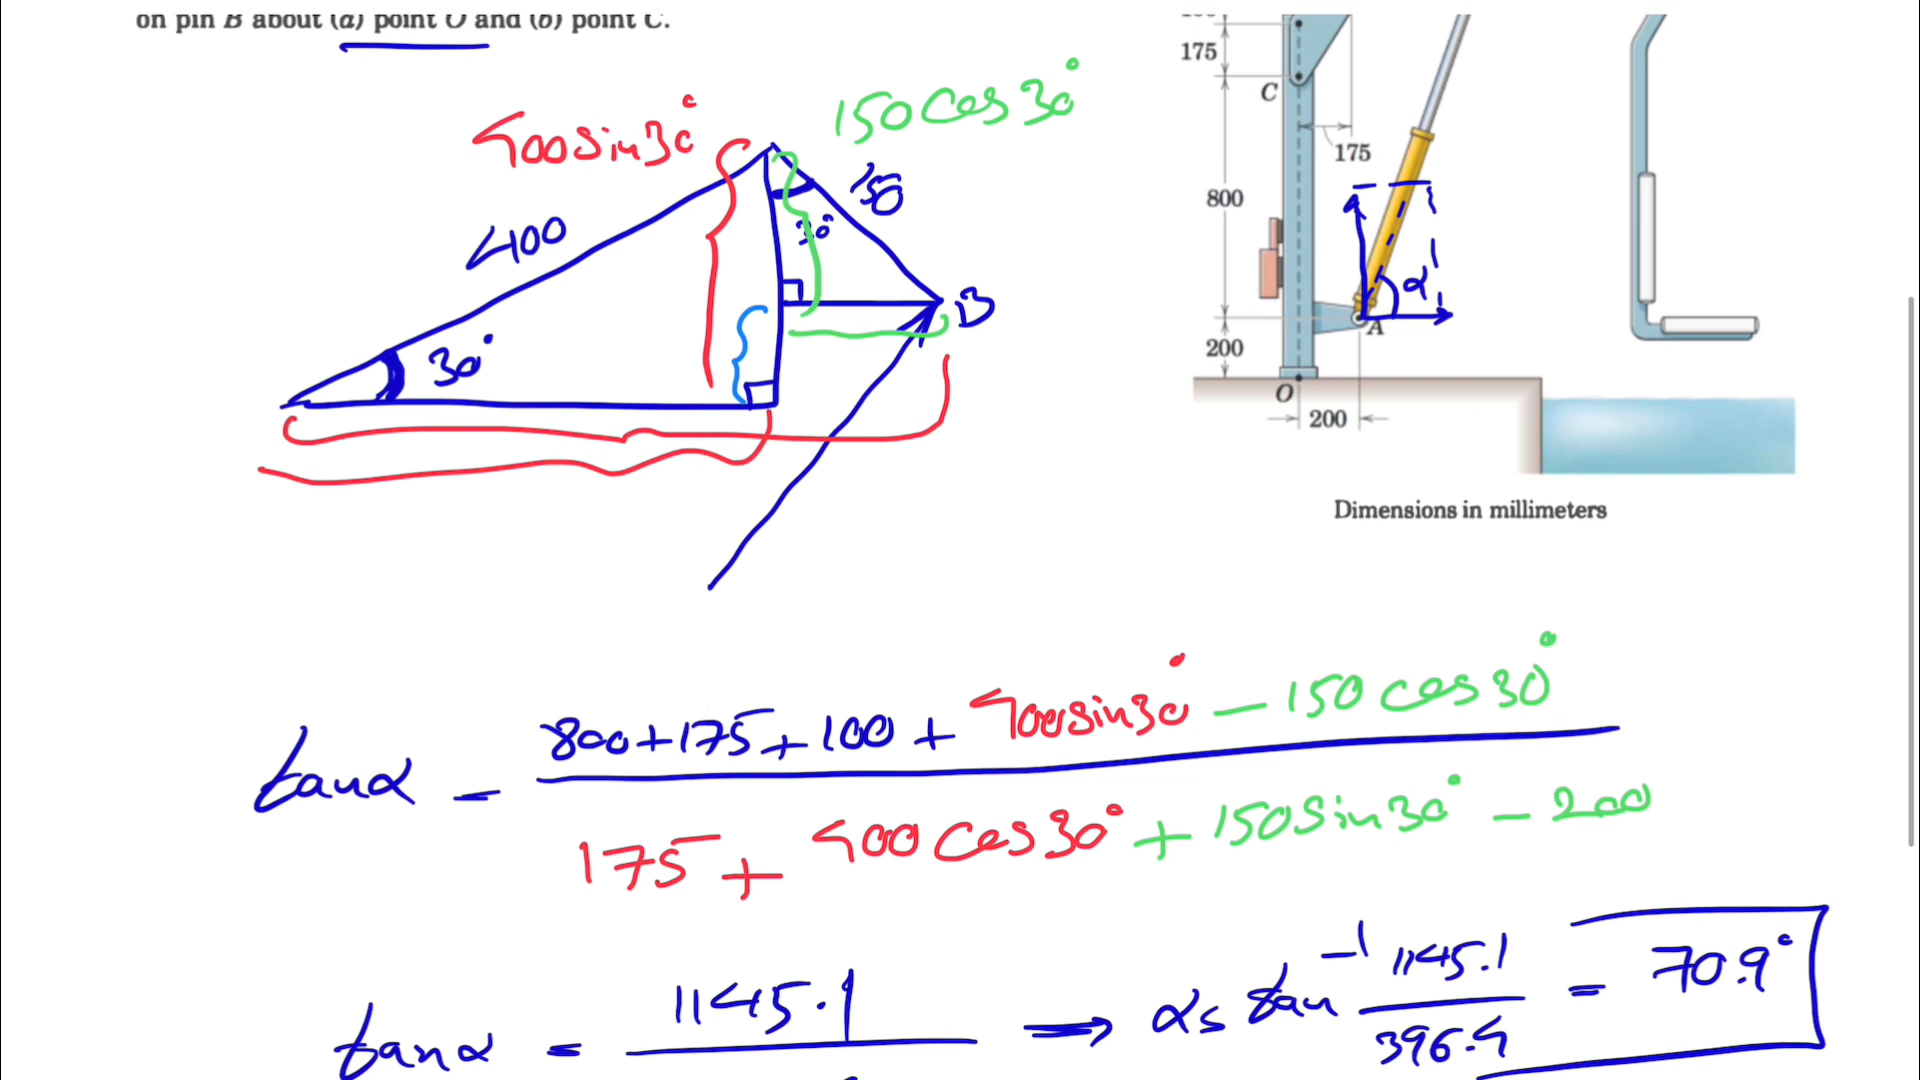 on pin B about (a) point O and (b) point C.
400sin30°
150cos30°
400
150
30°
30°
B
175
C
175
800
α
A
200
O
200
Dimensions in millimeters
tanα = 800+175+100+400sin30°-150cos30°
175+400cos30°+150sin30°-200
tanα = 1145.1 ⟹ α= tan⁻¹ 1145.1 = 70.9°
396.4